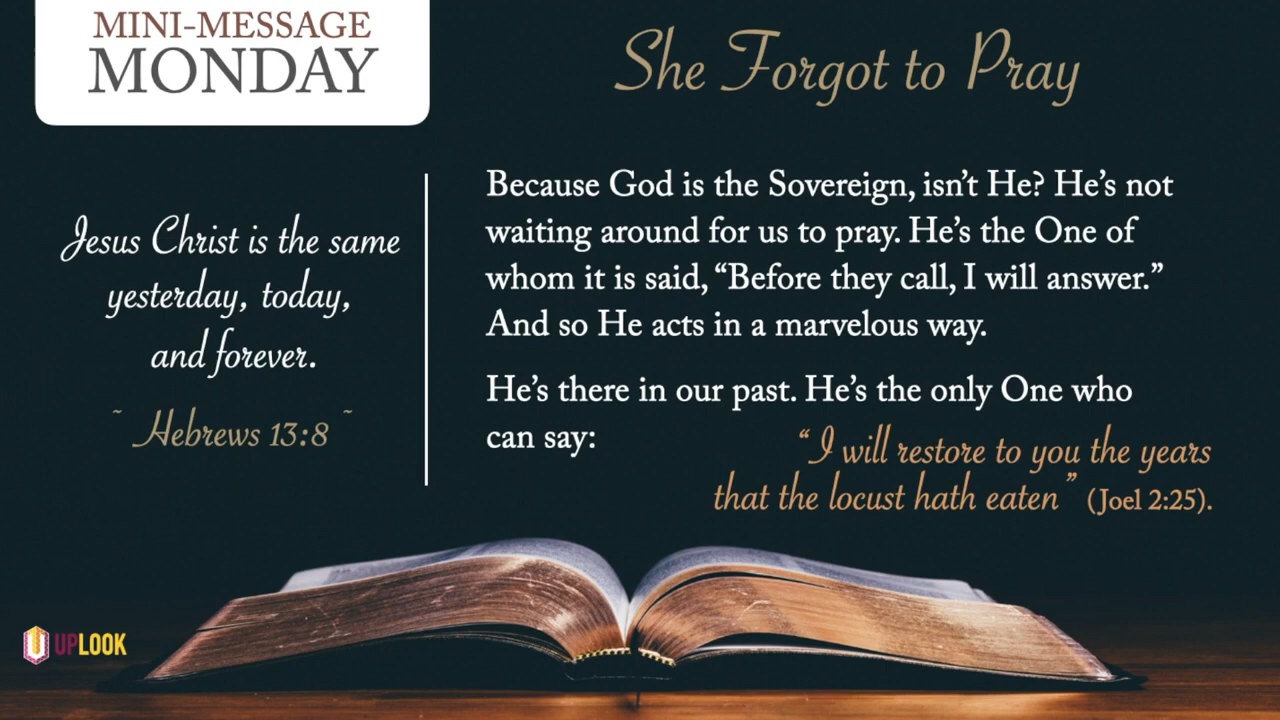 MINI-MESSAGE
MONDAY
She Forgot to Pray
Jesus Christ is the same
yesterday, today,
and forever.
~ Hebrews 13:8 ~
Because God is the Sovereign, isn’t He? He’s not
waiting around for us to pray. He’s the One of
whom it is said, “Before they call, I will answer.”
And so He acts in a marvelous way.
He’s there in our past. He’s the only One who
can say:
“I will restore to you the years
that the locust hath eaten” (Joel 2:25).
UPLOOK